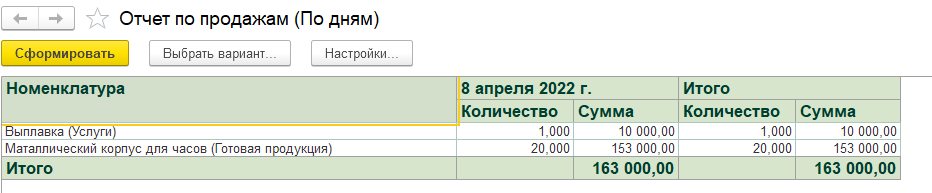 Отчет по продажам (По дням)
Сформировать Выбрать вариант... Настройки...
Номенклатура 8 апреля 2022 г. Итого
Количество Сумма Количество Сумма
Выплавка (Услуги) 1,000 10 000,00 1,000 10 000,00
Маталлический корпус для часов (Готовая продукция) 20,000 153 000,00 20,000 153 000,00
Итого 163 000,00 163 000,00